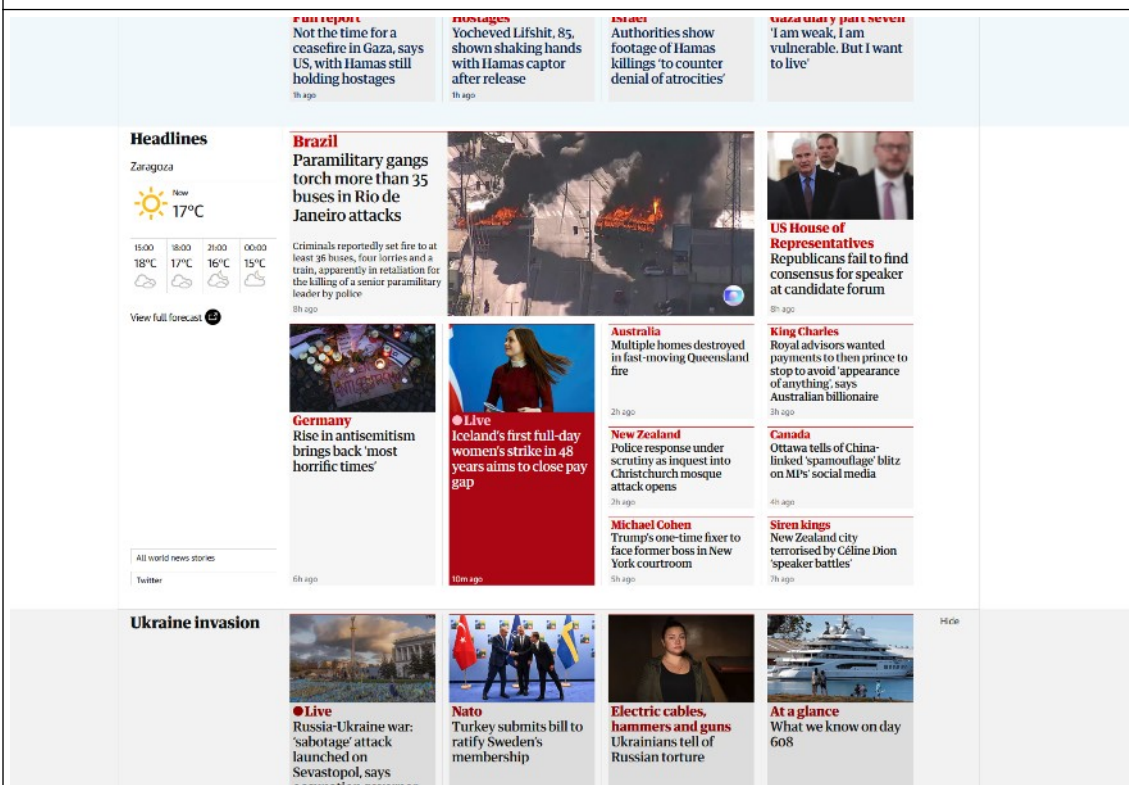 Full report
Not the time for a
ceasefire in Gaza, says
US, with Hamas still
holding hostages
1h ago
Hostages
Yocheved Lifshit, 85,
shown shaking hands
with Hamas captor
after release
1h ago
Israel
Authorities show
footage of Hamas
killings ‘to counter
denial of atrocities’
Gaza diary part seven
‘I am weak, I am
vulnerable. But I want
to live’
Headlines
Zaragoza
Now
17°C
15:00 18:00 21:00 00:00
18°C 17°C 16°C 15°C
View full forecast
All world news stories
Twitter
Brazil
Paramilitary gangs
torch more than 35
buses in Rio de
Janeiro attacks
Criminals reportedly set fire to at
least 36 buses, four lorries and a
train, apparently in retaliation for
the killing of a senior paramilitary
leader by police
8h ago
US House of
Representatives
Republicans fail to find
consensus for speaker
at candidate forum
8h ago
Germany
Rise in antisemitism
brings back ‘most
horrific times’
6h ago
Live
Iceland’s first full-day
women’s strike in 48
years aims to close pay
gap
10m ago
Australia
Multiple homes destroyed
in fast-moving Queensland
fire
2h ago
King Charles
Royal advisors wanted
payments to then prince to
stop to avoid ‘appearance
of anything’, says
Australian billionaire
3h ago
New Zealand
Police response under
scrutiny as inquest into
Christchurch mosque
attack opens
2h ago
Canada
Ottawa tells of China-
linked ‘spamouflage’ blitz
on MPs’ social media
4h ago
Michael Cohen
Trump’s one-time fixer to
face former boss in New
York courtroom
5h ago
Siren kings
New Zealand city
terrorised by Céline Dion
‘speaker battles’
7h ago
Ukraine invasion
Hide
Live
Russia-Ukraine war:
‘sabotage’ attack
launched on
Sevastopol, says
Nato
Turkey submits bill to
ratify Sweden’s
membership
Electric cables,
hammers and guns
Ukrainians tell of
Russian torture
At a glance
What we know on day
608